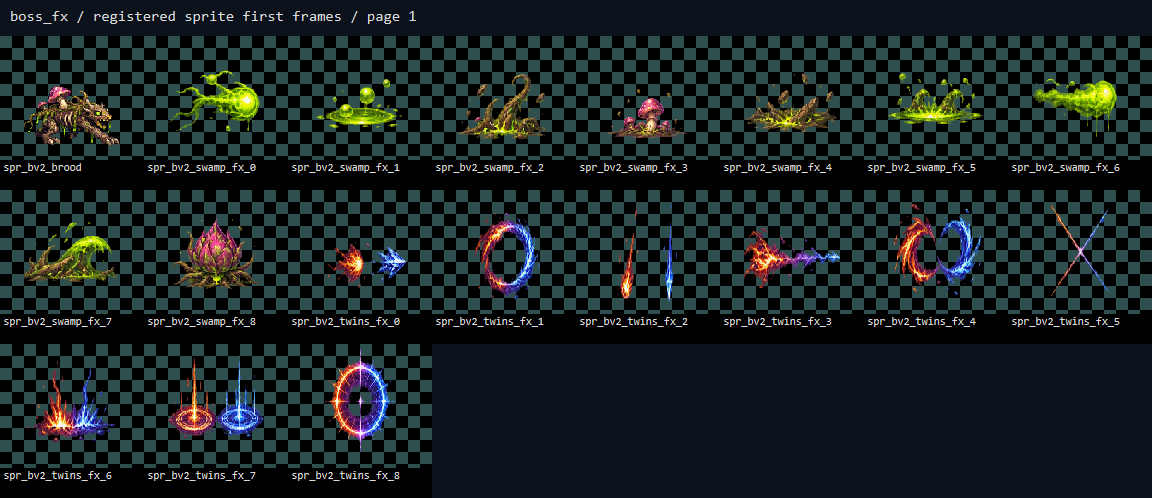 boss_fx / registered sprite first frames / page 1
spr_bv2_brood
spr_bv2_swamp_fx_0
spr_bv2_swamp_fx_1
spr_bv2_swamp_fx_2
spr_bv2_swamp_fx_3
spr_bv2_swamp_fx_4
spr_bv2_swamp_fx_5
spr_bv2_swamp_fx_6
spr_bv2_swamp_fx_7
spr_bv2_swamp_fx_8
spr_bv2_twins_fx_0
spr_bv2_twins_fx_1
spr_bv2_twins_fx_2
spr_bv2_twins_fx_3
spr_bv2_twins_fx_4
spr_bv2_twins_fx_5
spr_bv2_twins_fx_6
spr_bv2_twins_fx_7
spr_bv2_twins_fx_8